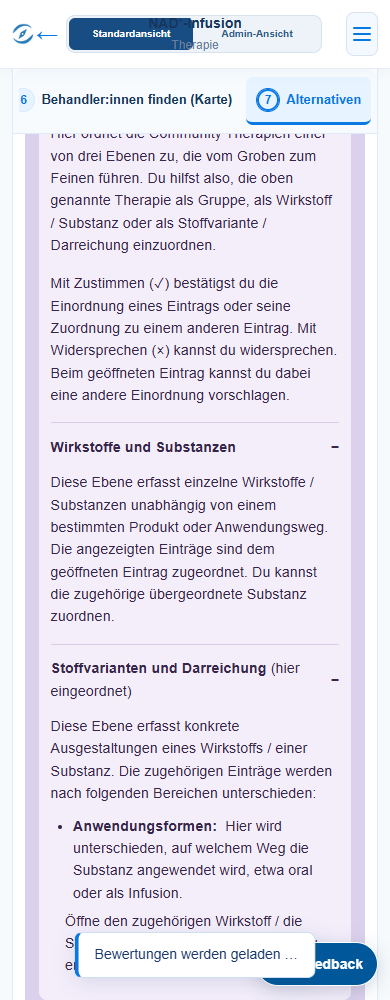 NAD⁺-Infusion
Standardansicht
Admin-Ansicht
Therapie
6 Behandler:innen finden (Karte)
7 Alternativen
Hier ordnet die Community Therapien einer
von drei Ebenen zu, die vom Groben zum
Feinen führen. Du hilfst also, die oben
genannte Therapie als Gruppe, als Wirkstoff
/ Substanz oder als Stoffvariante /
Darreichung einzuordnen.
Mit Zustimmen (✓) bestätigst du die
Einordnung eines Eintrags oder seine
Zuordnung zu einem anderen Eintrag. Mit
Widersprechen (×) kannst du widersprechen.
Beim geöffneten Eintrag kannst du dabei
eine andere Einordnung vorschlagen.
Wirkstoffe und Substanzen −
Diese Ebene erfasst einzelne Wirkstoffe /
Substanzen unabhängig von einem
bestimmten Produkt oder Anwendungsweg.
Die angezeigten Einträge sind dem
geöffneten Eintrag zugeordnet. Du kannst
die zugehörige übergeordnete Substanz
zuordnen.
Stoffvarianten und Darreichung (hier
eingeordnet) −
Diese Ebene erfasst konkrete
Ausgestaltungen eines Wirkstoffs / einer
Substanz. Die zugehörigen Einträge werden
nach folgenden Bereichen unterschieden:
• Anwendungsformen: Hier wird
unterschieden, auf welchem Weg die
Substanz angewendet wird, etwa oral
oder als Infusion.
Öffne den zugehörigen Wirkstoff / die
Bewertungen werden geladen …